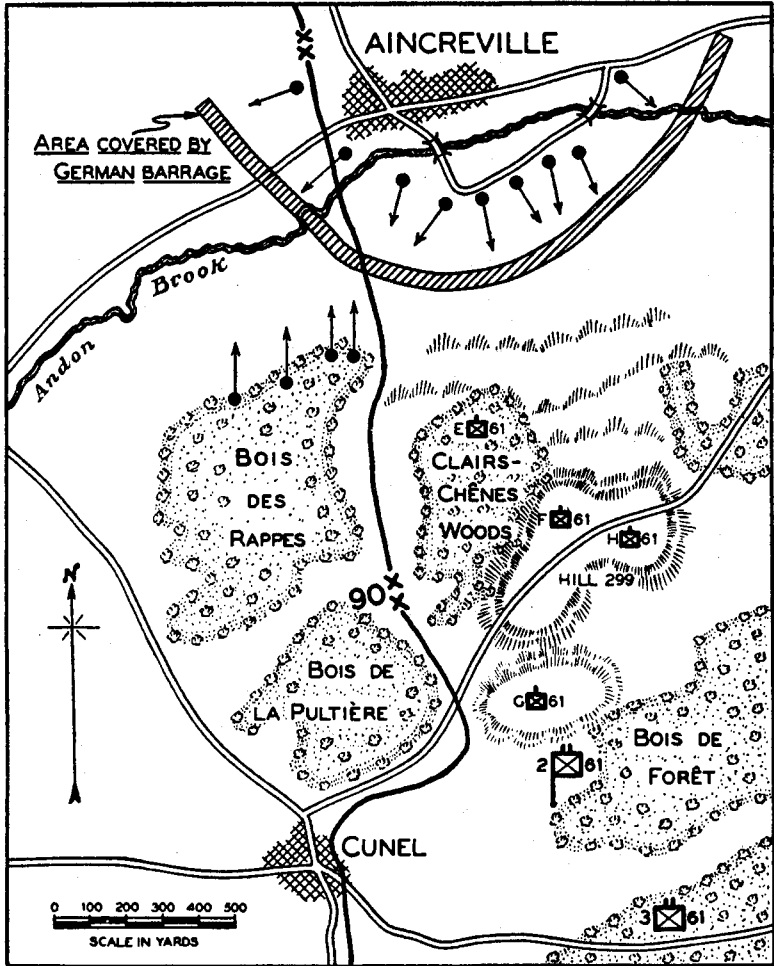 AINCREVILLE
AREA COVERED BY
GERMAN BARRAGE
Andon Brook
E 61
BOIS
DES
RAPPES
CLAIRS-
CHÊNES
WOODS
F 61
H 61
HILL 299
90
N
BOIS DE
LA PULTIÈRE
G 61
2 61
BOIS DE
FORÊT
CUNEL
3 61
0 100 200 300 400 500
SCALE IN YARDS